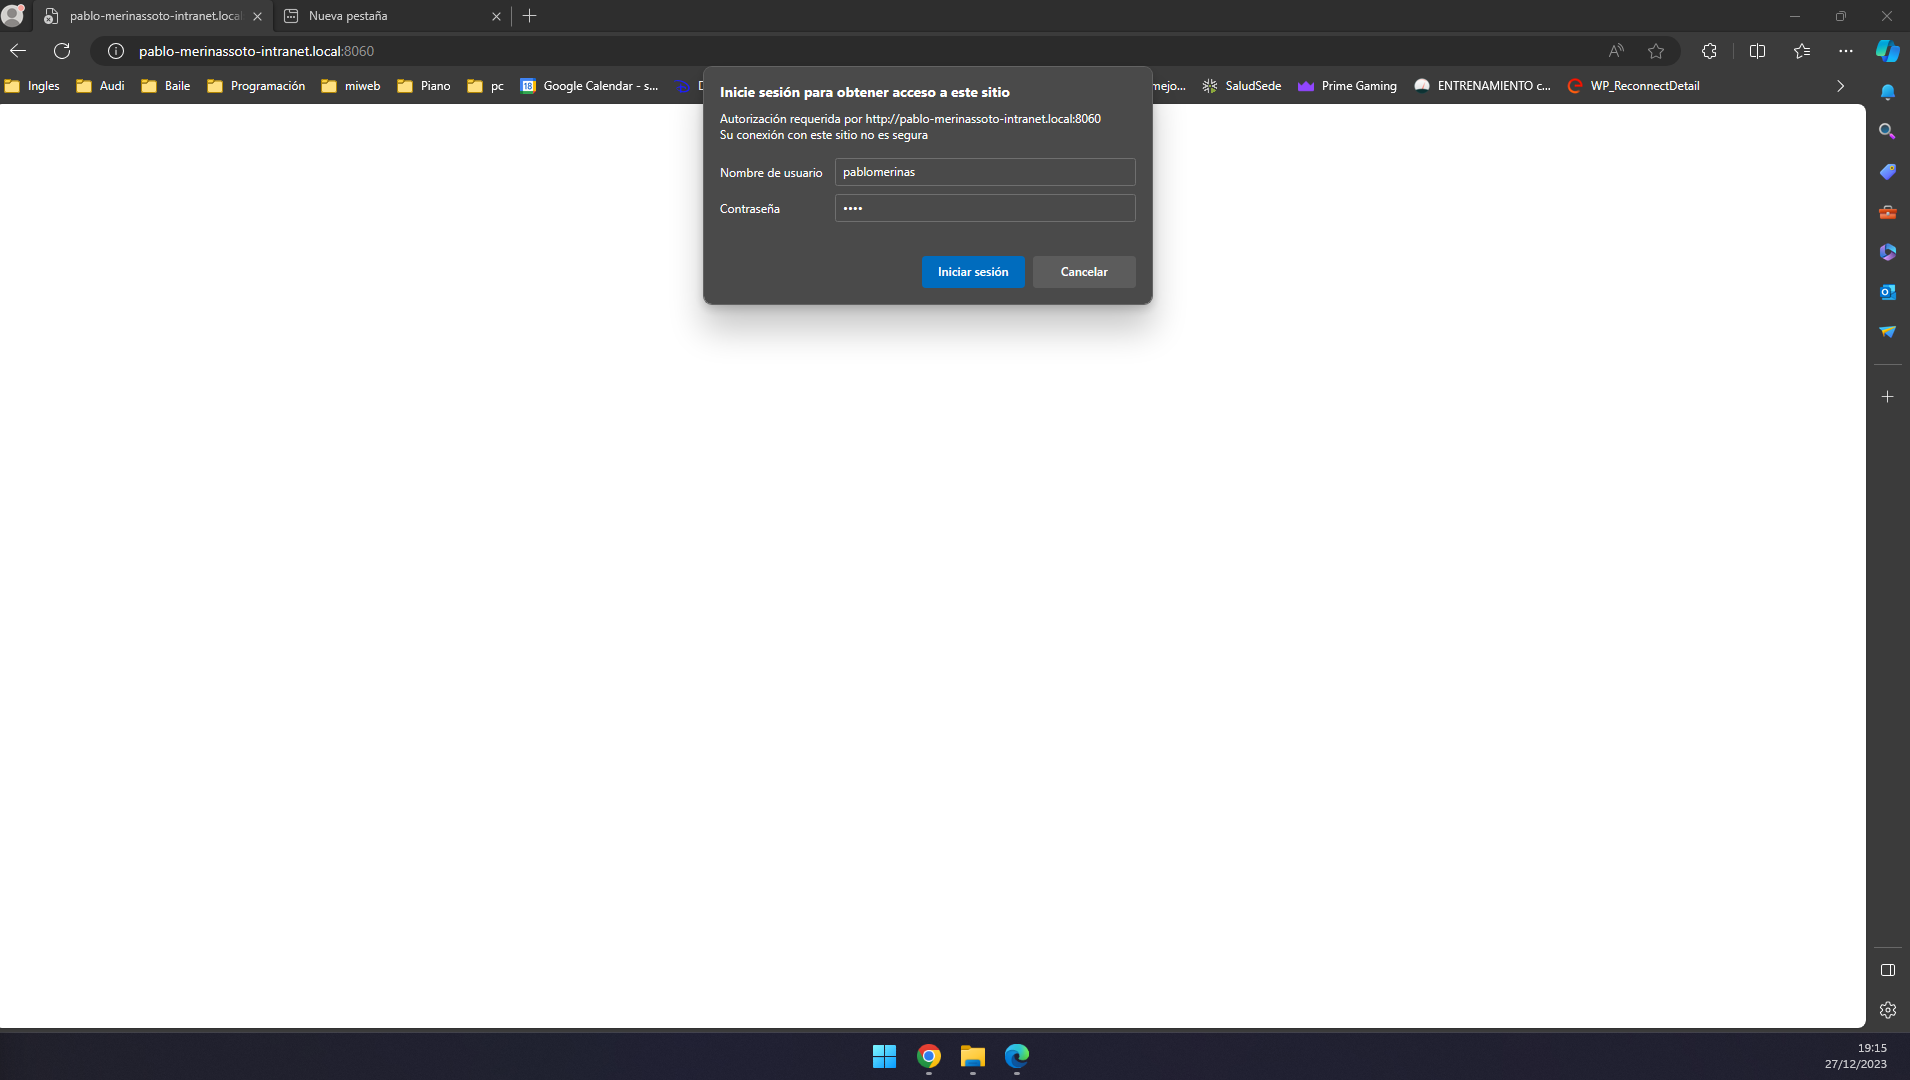 pablo-merinassoto-intranet.local
Nueva pestaña
pablo-merinassoto-intranet.local:8060
Ingles
Audi
Baile
Programación
miweb
Piano
pc
18
Google Calendar - s...
mejo...
SaludSede
Prime Gaming
ENTRENAMIENTO c...
WP_ReconnectDetail
Inicie sesión para obtener acceso a este sitio
Autorización requerida por http://pablo-merinassoto-intranet.local:8060
Su conexión con este sitio no es segura
Nombre de usuario
pablomerinas
Contraseña
••••
Iniciar sesión
Cancelar
19:15
27/12/2023